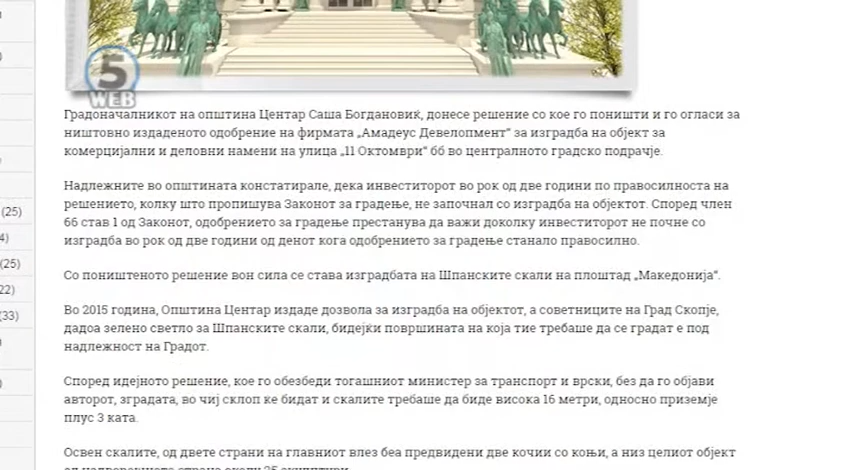 5
WEB
Градоначалникот на општина Центар Саша Богдановиќ, донесе решение со кое го поништи и го огласи за
ништовно издаденото одобрение на фирмата „Амадеус Девелопмент“ за изградба на објект за
комерцијални и деловни намени на улица „11 Октомври“ бб во централното градско подрачје.
Надлежните во општината констатирале, дека инвеститорот во рок од две години по правосилноста на
решението, колку што пропишува Законот за градење, не започнал со изградба на објектот. Според член
66 став 1 од Законот, одобрението за градење престанува да важи доколку инвеститорот не почне со
изградба во рок од две години од денот кога одобрението за градење станало правосилно.
Со поништеното решение вон сила се става изградбата на Шпанските скали на плоштад „Македонија“.
Во 2015 година, Општина Центар издаде дозвола за изградба на објектот, а советниците на Град Скопје,
дадоа зелено светло за Шпанските скали, бидејќи површината на која тие требаше да се градат е под
надлежност на Градот.
Според идејното решение, кое го обезбеди тогашниот министер за транспорт и врски, без да го објави
авторот, зградата, во чиј склоп ке бидат и скалите требаше да биде висока 16 метри, односно приземје
плус 3 ката.
Освен скалите, од двете страни на главниот влез беа предвидени две кочии со коњи, а низ целиот објект
(25)
4)
(25)
22)
(33)